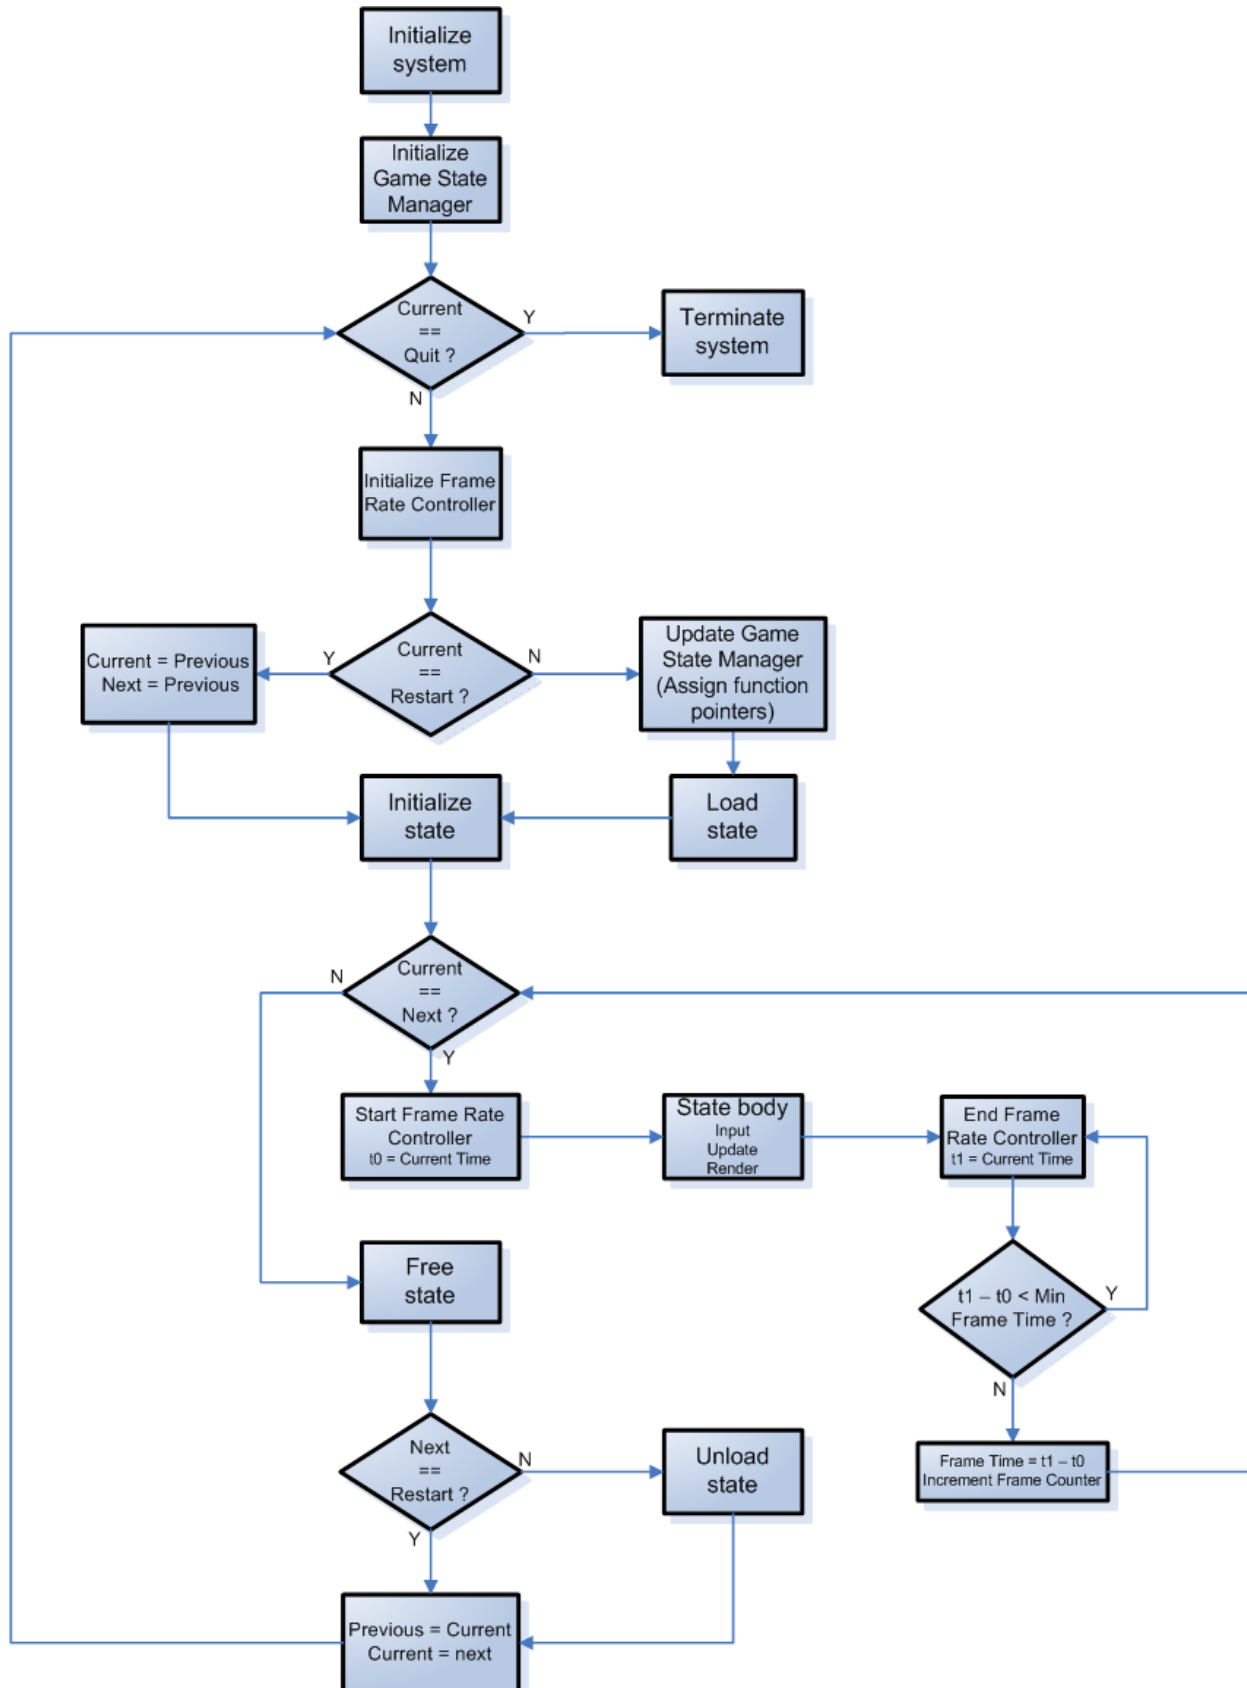 Initialize
system
Initialize
Game State
Manager
Current
==
Quit ?
Y
Terminate
system
N
Initialize Frame
Rate Controller
Current
==
Restart ?
Y
N
Current = Previous
Next = Previous
Update Game
State Manager
(Assign function
pointers)
Initialize
state
Load
state
Current
==
Next ?
N
Y
Start Frame Rate
Controller
t0 = Current Time
State body
Input
Update
Render
End Frame
Rate Controller
t1 = Current Time
Free
state
t1 – t0 < Min
Frame Time ?
Y
N
Next
==
Restart ?
N
Y
Unload
state
Frame Time = t1 – t0
Increment Frame Counter
Previous = Current
Current = next